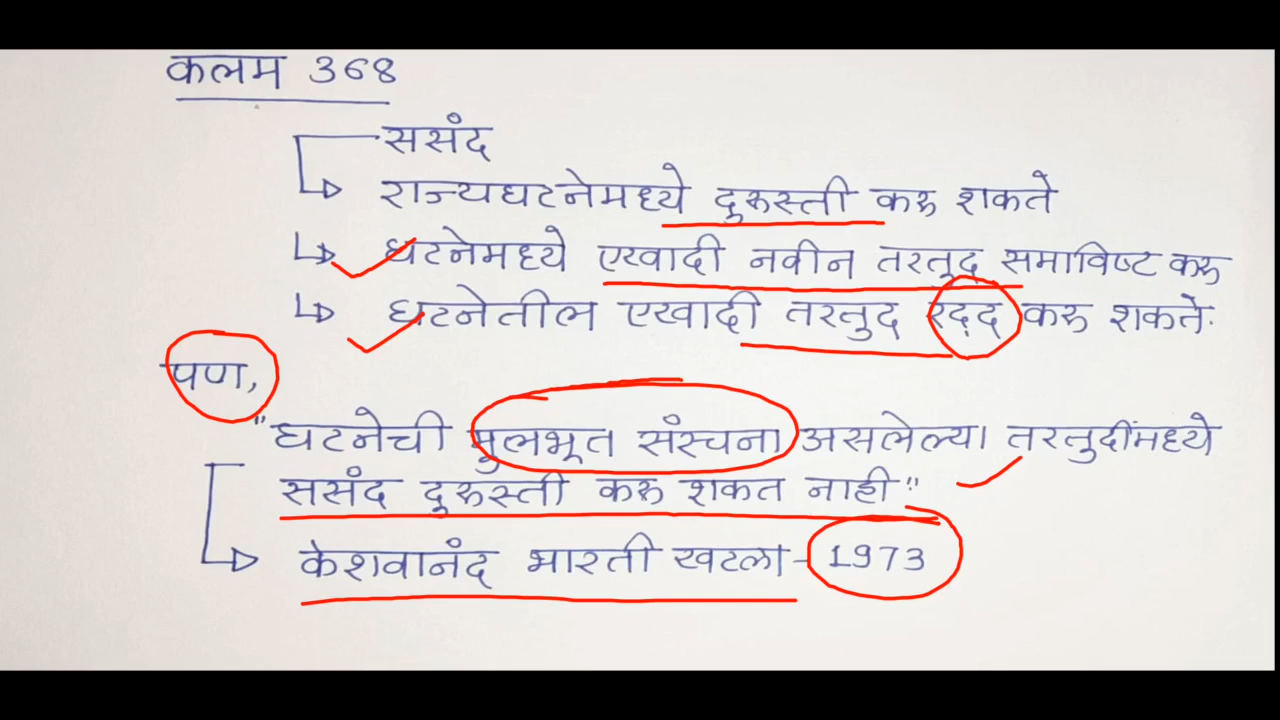 कलम 368
ससंद
राज्यघटनेमध्ये दुरुस्ती करु शकते
घटनेमध्ये एखादी नवीन तरतुद समाविष्ट करु
घटनेतील एखादी तरतुद रद्द करु शकते.
पण,
"घटनेची मुलभूत संरचना असलेल्या तरतुदींमध्ये
ससंद दुरुस्ती करु शकत नाही"
केशवानंद भारती खटला - 1973